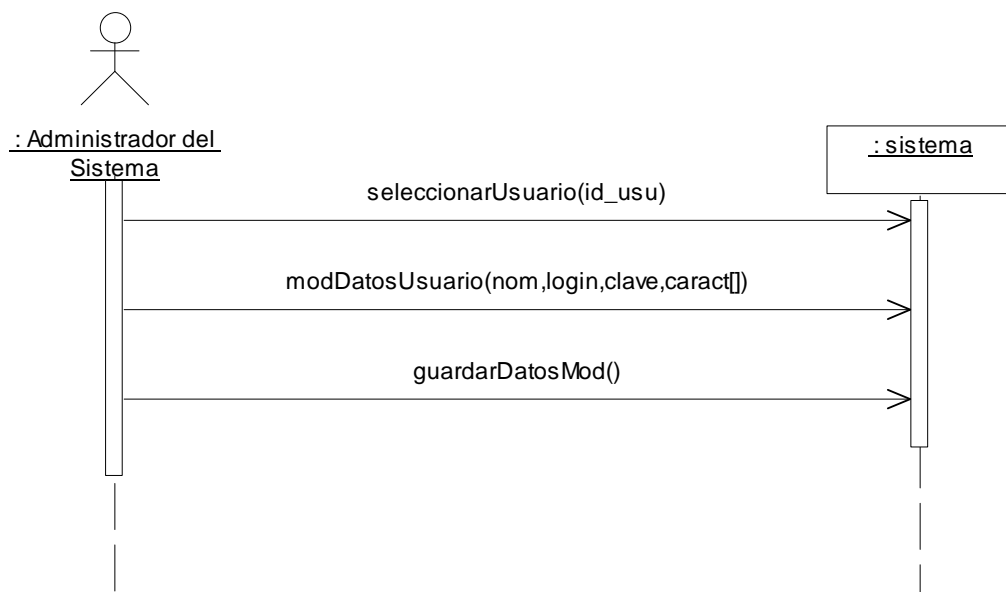 : Administrador del
Sistema
: sistema
seleccionarUsuario(id_usu)
modDatosUsuario(nom,login,clave,caract[])
guardarDatosMod()